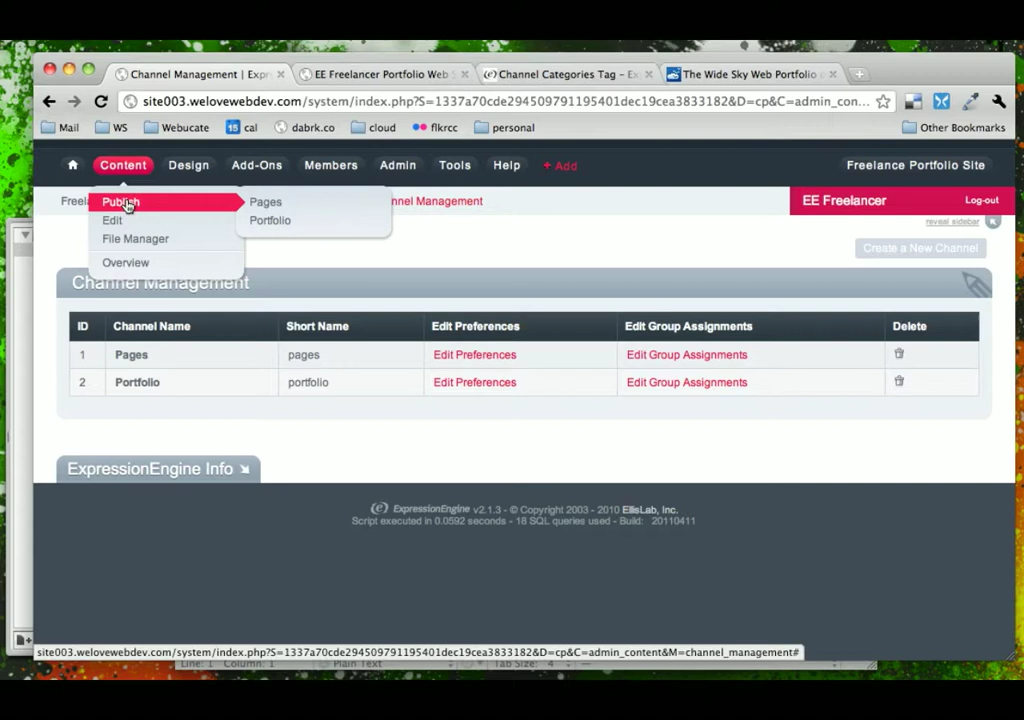 Channel Management | Expr
EE Freelancer Portfolio Web S
Channel Categories Tag – Ex
The Wide Sky Web Portfolio o
site003.welovewebdev.com/system/index.php?S=1337a70cde294509791195401dec19cea3833182&D=cp&C=admin_con...
Mail
WS
Webucate
15 cal
dabrk.co
cloud
flkrcc
personal
Other Bookmarks
Content
Design
Add-Ons
Members
Admin
Tools
Help
+ Add
Freelance Portfolio Site
Freela
Publish
Pages
nnel Management
EE Freelancer
Log-out
Edit
Portfolio
reveal sidebar
File Manager
Create a New Channel
Overview
Channel Management
ID
Channel Name
Short Name
Edit Preferences
Edit Group Assignments
Delete
1
Pages
pages
Edit Preferences
Edit Group Assignments
2
Portfolio
portfolio
Edit Preferences
Edit Group Assignments
ExpressionEngine Info
ExpressionEngine v2.1.3 - © Copyright 2003 - 2010 EllisLab, Inc.
Script executed in 0.0592 seconds - 18 SQL queries used - Build: 20110411
site003.welovewebdev.com/system/index.php?S=1337a70cde294509791195401dec19cea3833182&D=cp&C=admin_content&M=channel_management#
Line: 1 Column: 1
Plain Text
Tab Size: 4